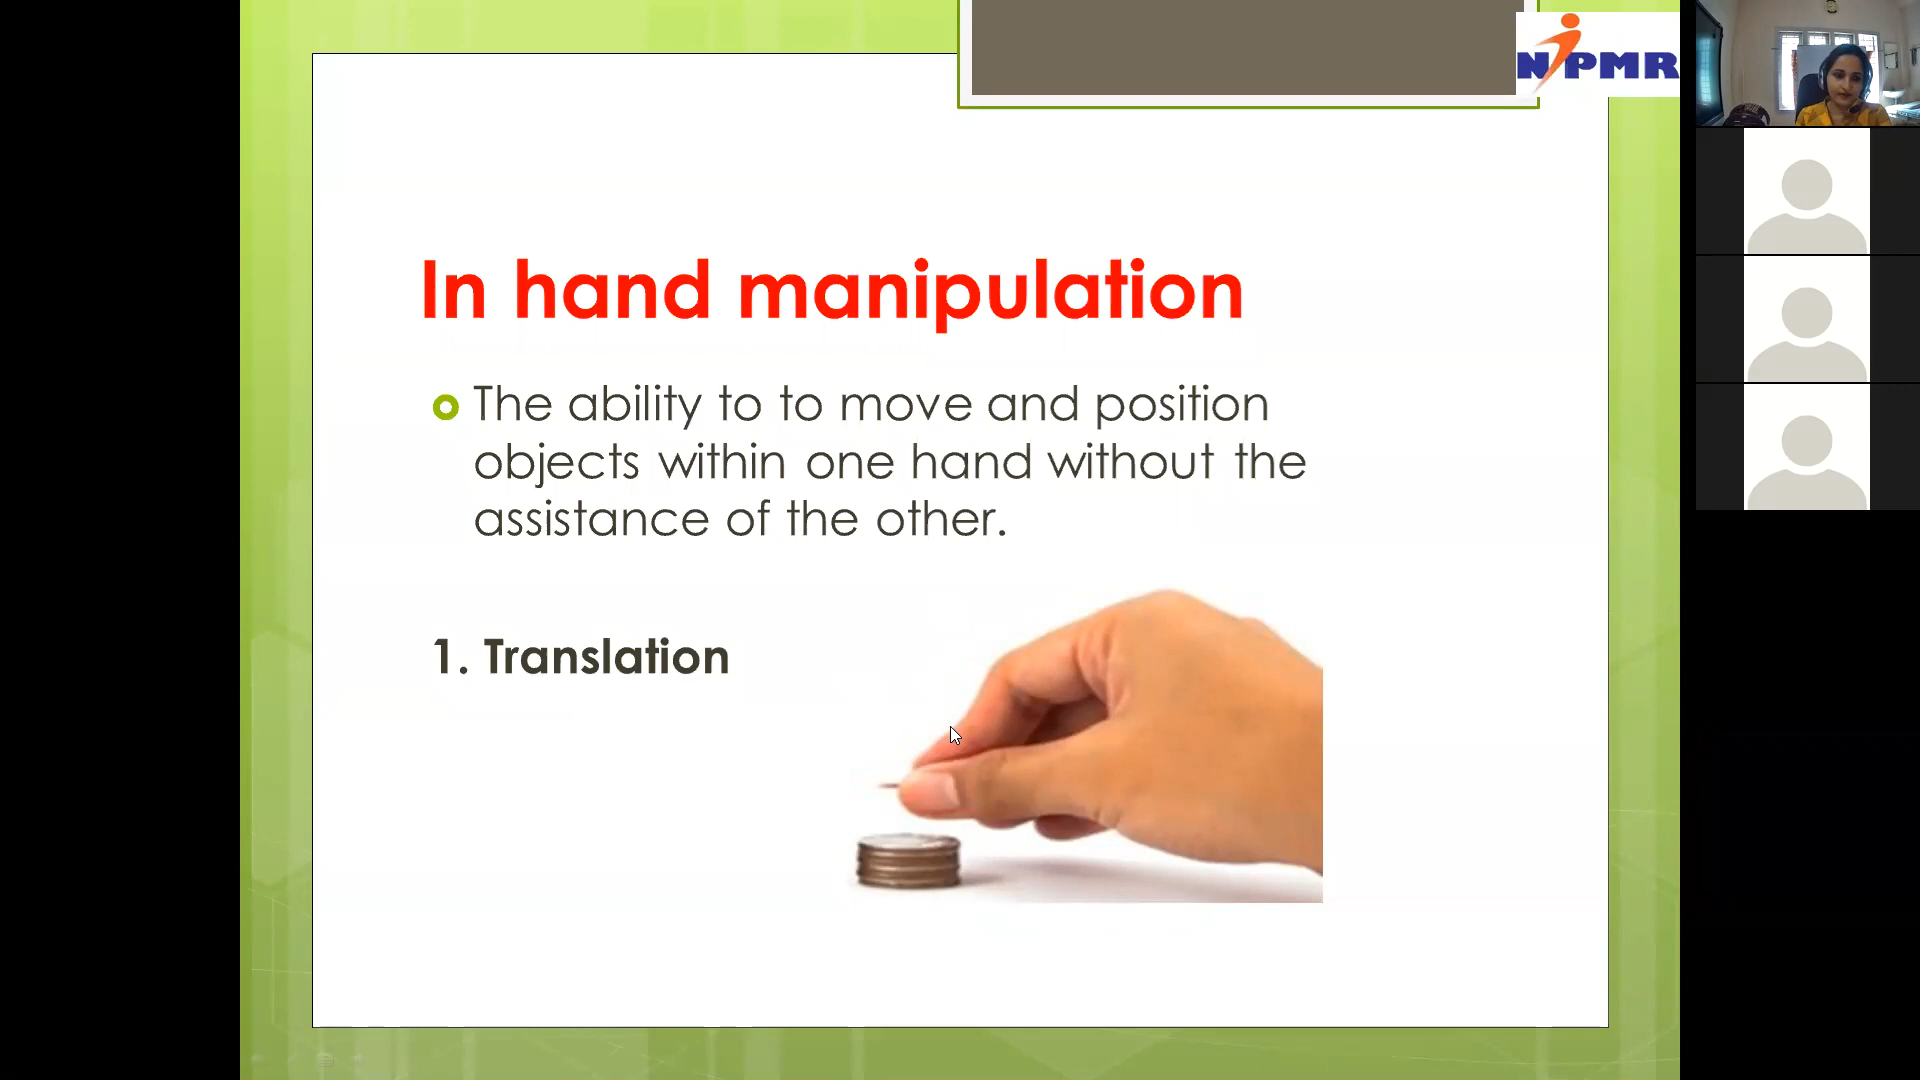 NIPMR
In hand manipulation
The ability to to move and position
objects within one hand without the
assistance of the other.
1. Translation